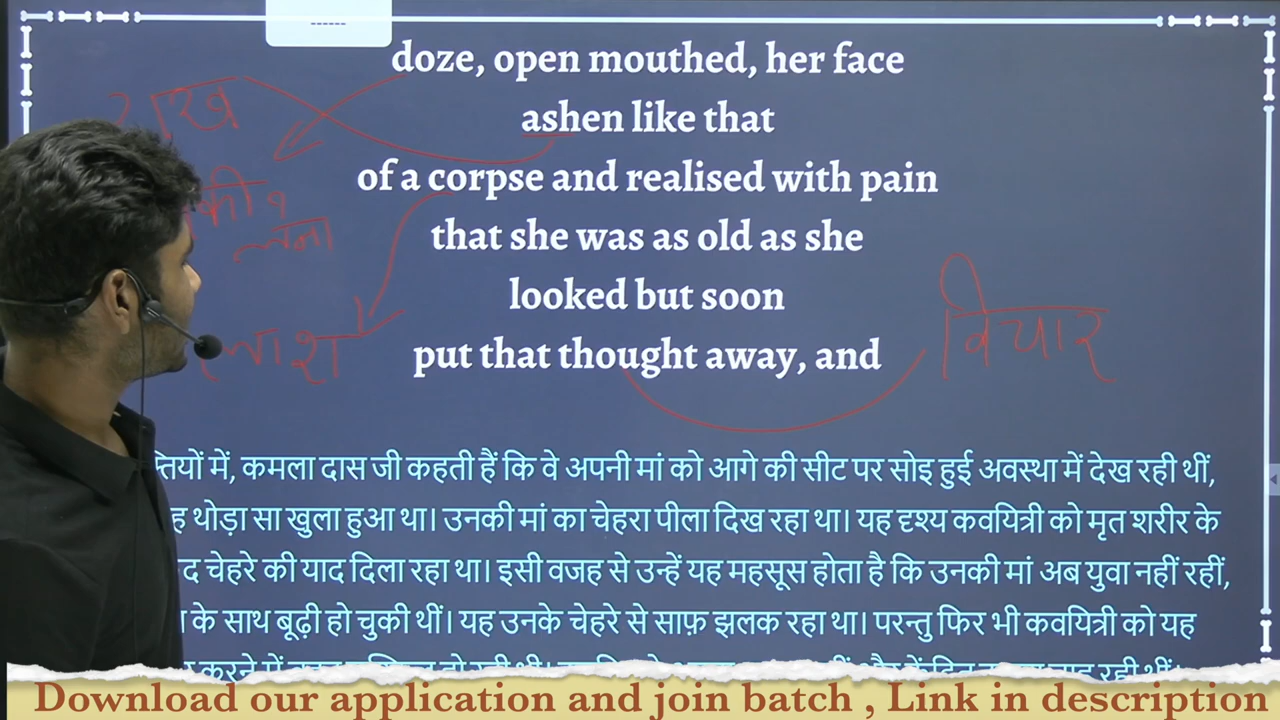 doze, open mouthed, her face
ashen like that
of a corpse and realised with pain
that she was as old as she
looked but soon
put that thought away, and
राख
की
लाश
विचार
में, कमला दास जी कहती हैं कि वे अपनी मां को आगे की सीट पर सोइ हुई अवस्था में देख रही थीं,
थोड़ा सा खुला हुआ था। उनकी मां का चेहरा पीला दिख रहा था। यह दृश्य कवयित्री को मृत शरीर के
चेहरे की याद दिला रहा था। इसी वजह से उन्हें यह महसूस होता है कि उनकी मां अब युवा नहीं रहीं,
के साथ बूढ़ी हो चुकी थीं। यह उनके चेहरे से साफ़ झलक रहा था। परन्तु फिर भी कवयित्री को यह
Download our application and join batch , Link in description